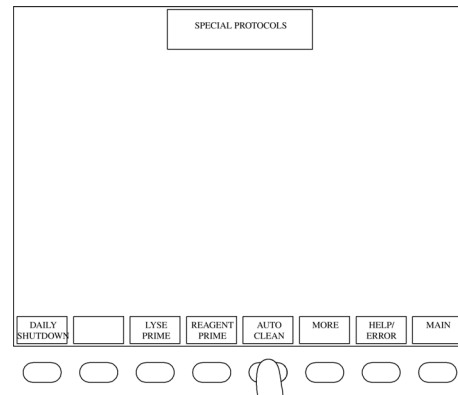 SPECIAL PROTOCOLS
DAILY
SHUTDOWN
LYSE
PRIME
REAGENT
PRIME
AUTO
CLEAN
MORE
HELP/
ERROR
MAIN